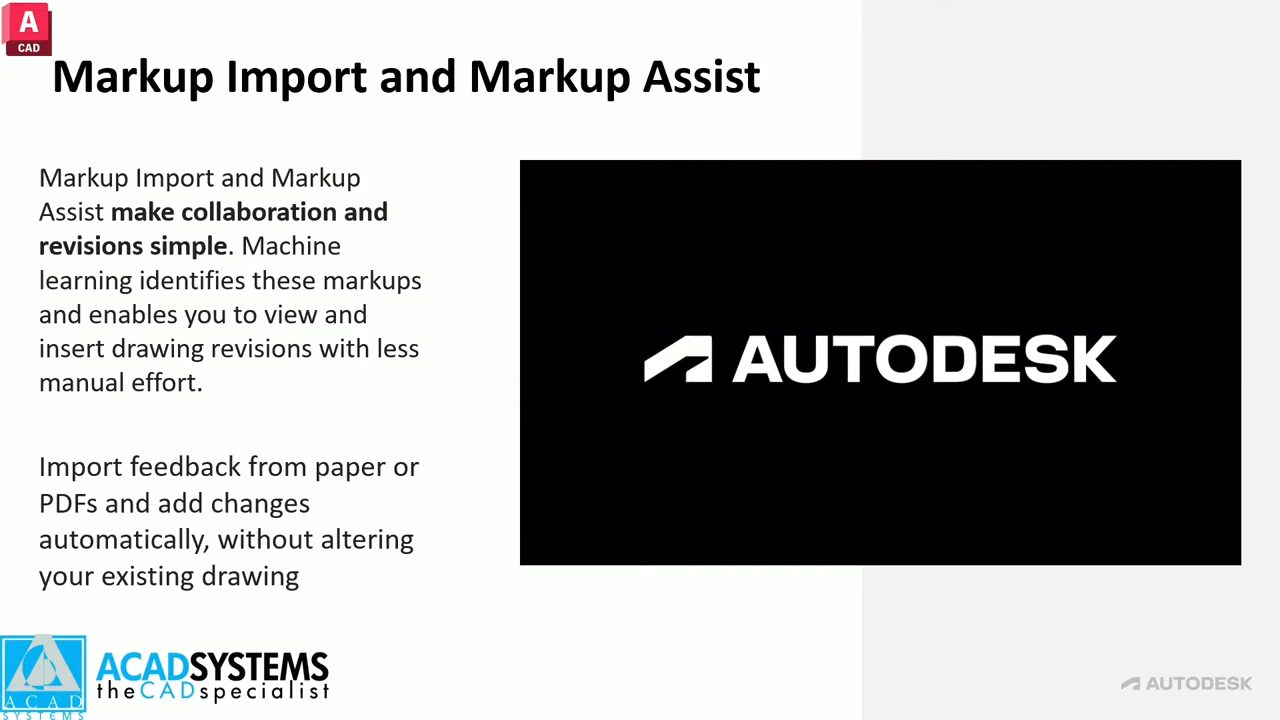 A
CAD
Markup Import and Markup Assist
Markup Import and Markup
Assist make collaboration and
revisions simple. Machine
learning identifies these markups
and enables you to view and
insert drawing revisions with less
manual effort.
Import feedback from paper or
PDFs and add changes
automatically, without altering
your existing drawing
AUTODESK
ACAD
SYSTEMS
ACADSYSTEMS
theCADspecialist
AUTODESK